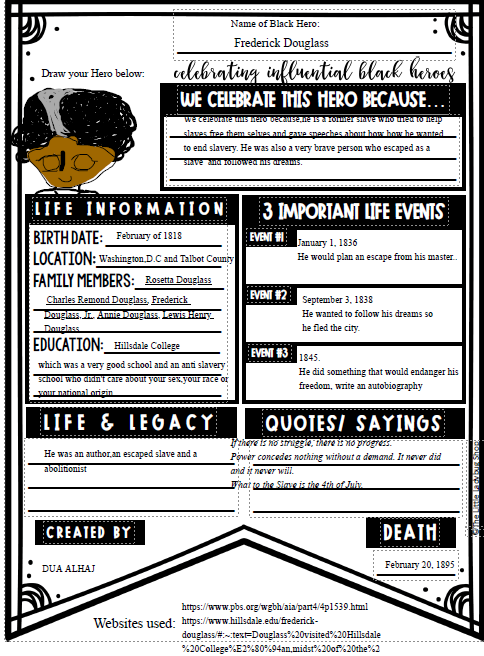 Name of Black Hero:
Frederick Douglass
Draw your Hero below:
celebrating influential black heroes
WE CELEBRATE THIS HERO BECAUSE...
We celebrate this hero because,he is a former slave who tried to help
slaves free them selves and gave speeches about how how he wanted
to end slavery. He was also a very brave person who escaped as a
slave and followed his dreams.
LIFE INFORMATION
BIRTH DATE: February of 1818
LOCATION: Washington,D.C and Talbot County
FAMILY MEMBERS: Rosetta Douglass
Charles Remond Douglass, Frederick
Douglass, Jr., Annie Douglass, Lewis Henry
Douglass
EDUCATION: Hillsdale College
which was a very good school and an anti slavery
school who didn't care about your sex,your race or
your national origin
3 IMPORTANT LIFE EVENTS
EVENT #1
January 1, 1836
He would plan an escape from his master..
EVENT #2
September 3, 1838
He wanted to follow his dreams so
he fled the city.
EVENT #3
1845.
He did something that would endanger his
freedom, write an autobiography
LIFE & LEGACY
He was an author,an escaped slave and a
abolitionist
QUOTES/ SAYINGS
If there is no struggle, there is no progress.
Power concedes nothing without a demand. It never did
and it never will.
What to the Slave is the 4th of July.
CREATED BY
DUA ALHAJ
DEATH
February 20, 1895
©The Little Ladybug Shop
Websites used:
https://www.pbs.org/wgbh/aia/part4/4p1539.html
https://www.hillsdale.edu/frederick-
douglass/#:~:text=Douglass%20visited%20Hillsdale
%20College%E2%80%94an,midst%20of%20the%2